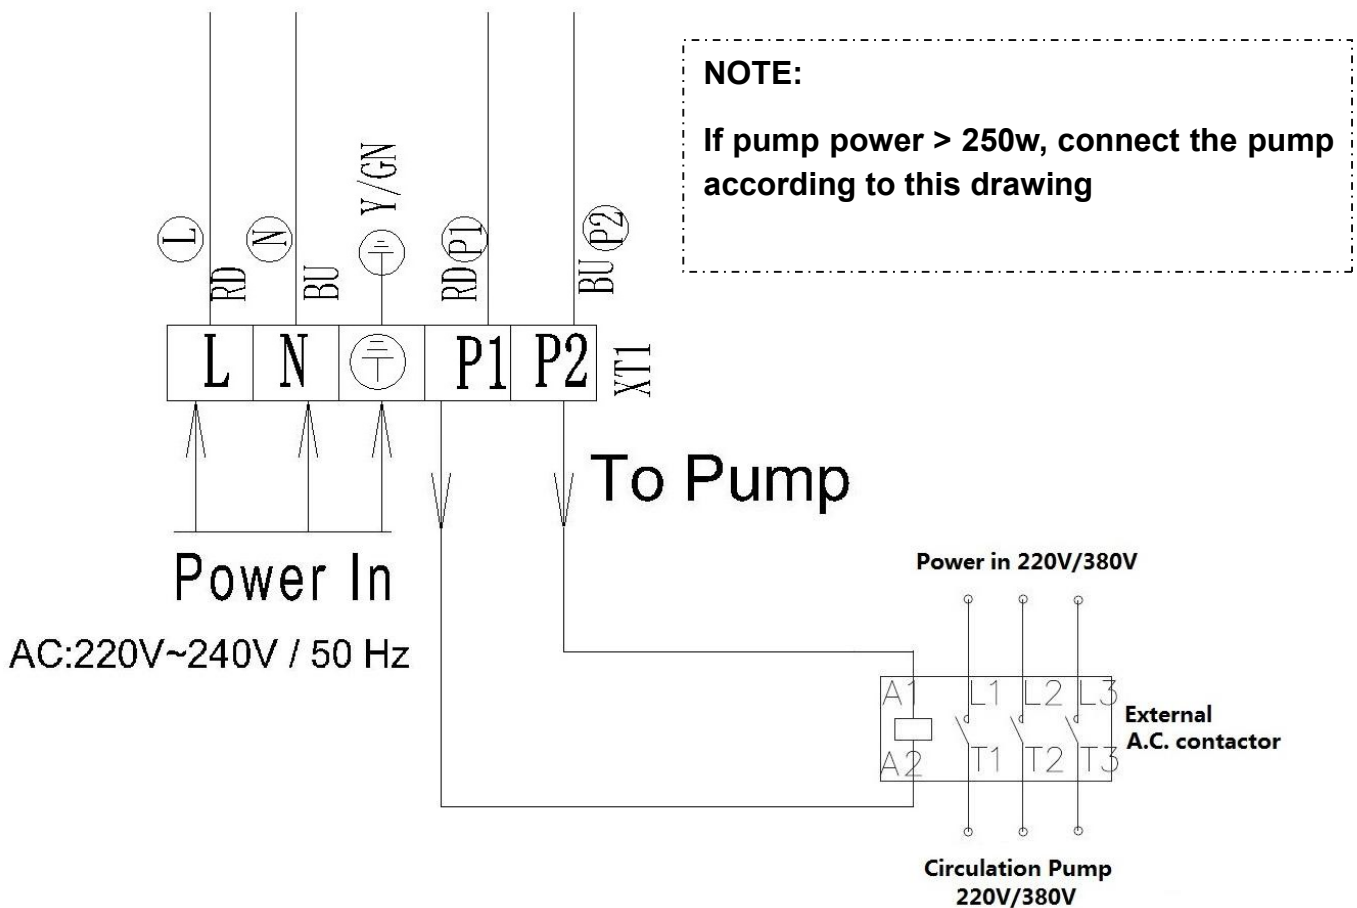 NOTE:
If pump power > 250w, connect the pump
according to this drawing
L N Y/GN P1 P2
RD BU RD BU
L N P1 P2 XT1
To Pump
Power In
AC:220V~240V / 50 Hz
Power in 220V/380V
A1 L1 L2 L3
External
A.C. contactor
A2 T1 T2 T3
Circulation Pump
220V/380V